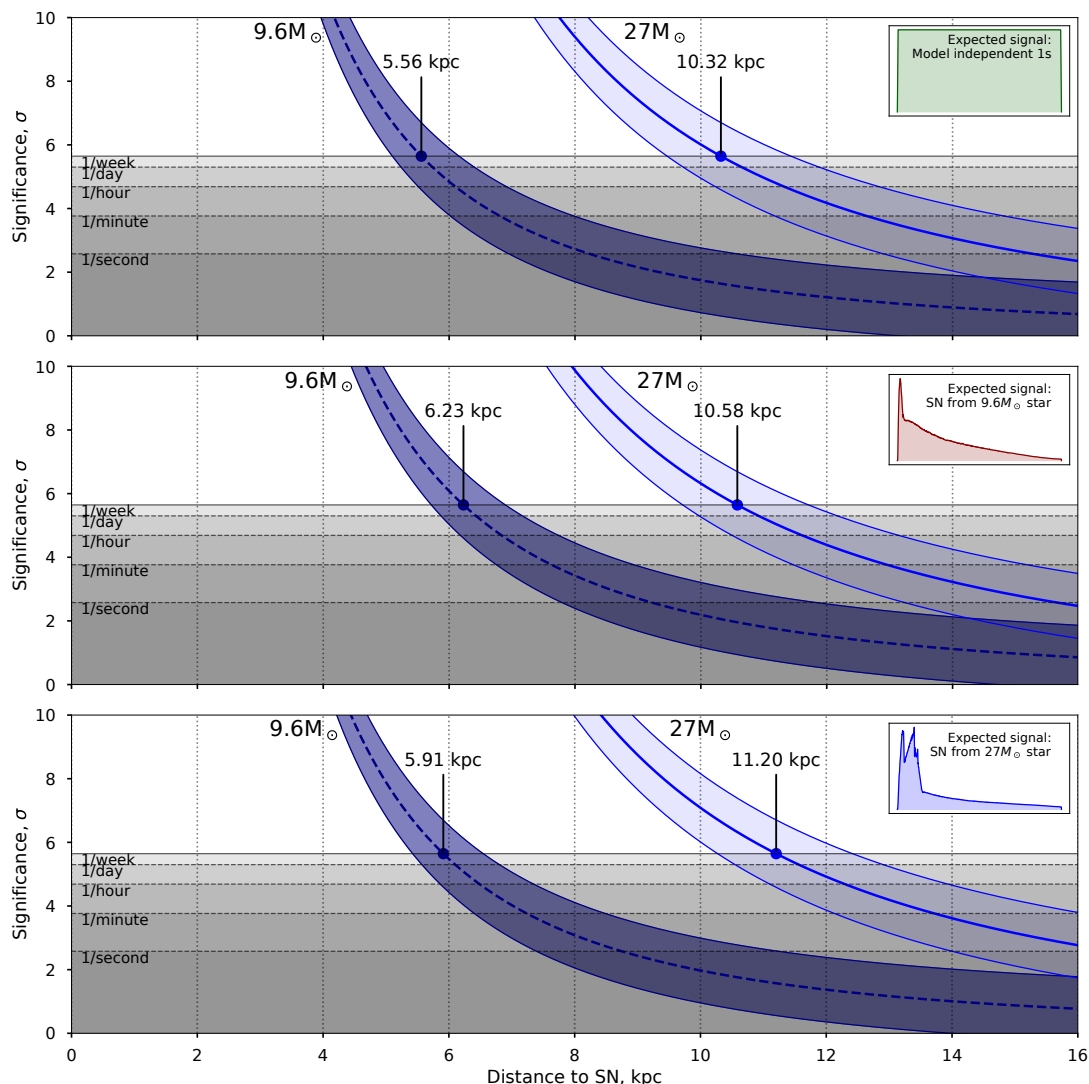 10
8
6
4
2
0
Significance, σ
9.6M⊙
27M⊙
5.56 kpc
10.32 kpc
Expected signal:
Model independent 1s
1/week
1/day
1/hour
1/minute
1/second
10
8
6
4
2
0
Significance, σ
9.6M⊙
27M⊙
6.23 kpc
10.58 kpc
Expected signal:
SN from 9.6M⊙ star
1/week
1/day
1/hour
1/minute
1/second
10
8
6
4
2
0
Significance, σ
9.6M⊙
27M⊙
5.91 kpc
11.20 kpc
Expected signal:
SN from 27M⊙ star
1/week
1/day
1/hour
1/minute
1/second
0 2 4 6 8 10 12 14 16
Distance to SN, kpc